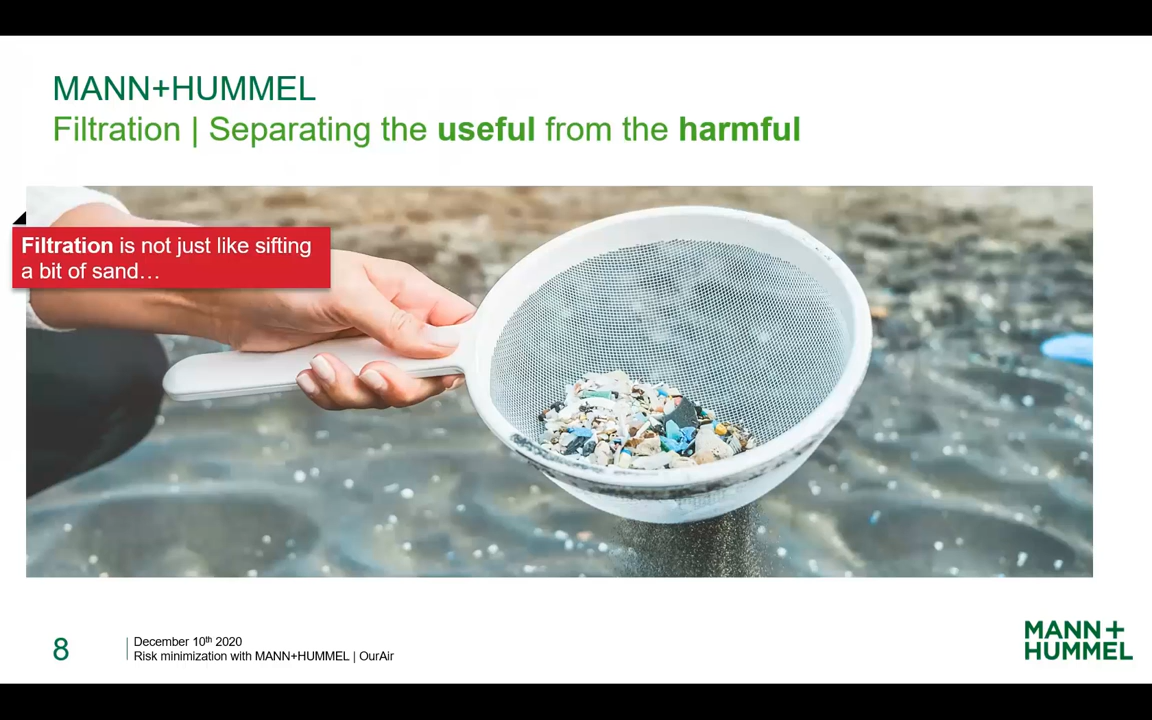 MANN+HUMMEL
Filtration | Separating the useful from the harmful
Filtration is not just like sifting
a bit of sand…
8
December 10th 2020
Risk minimization with MANN+HUMMEL | OurAir
MANN+
HUMMEL